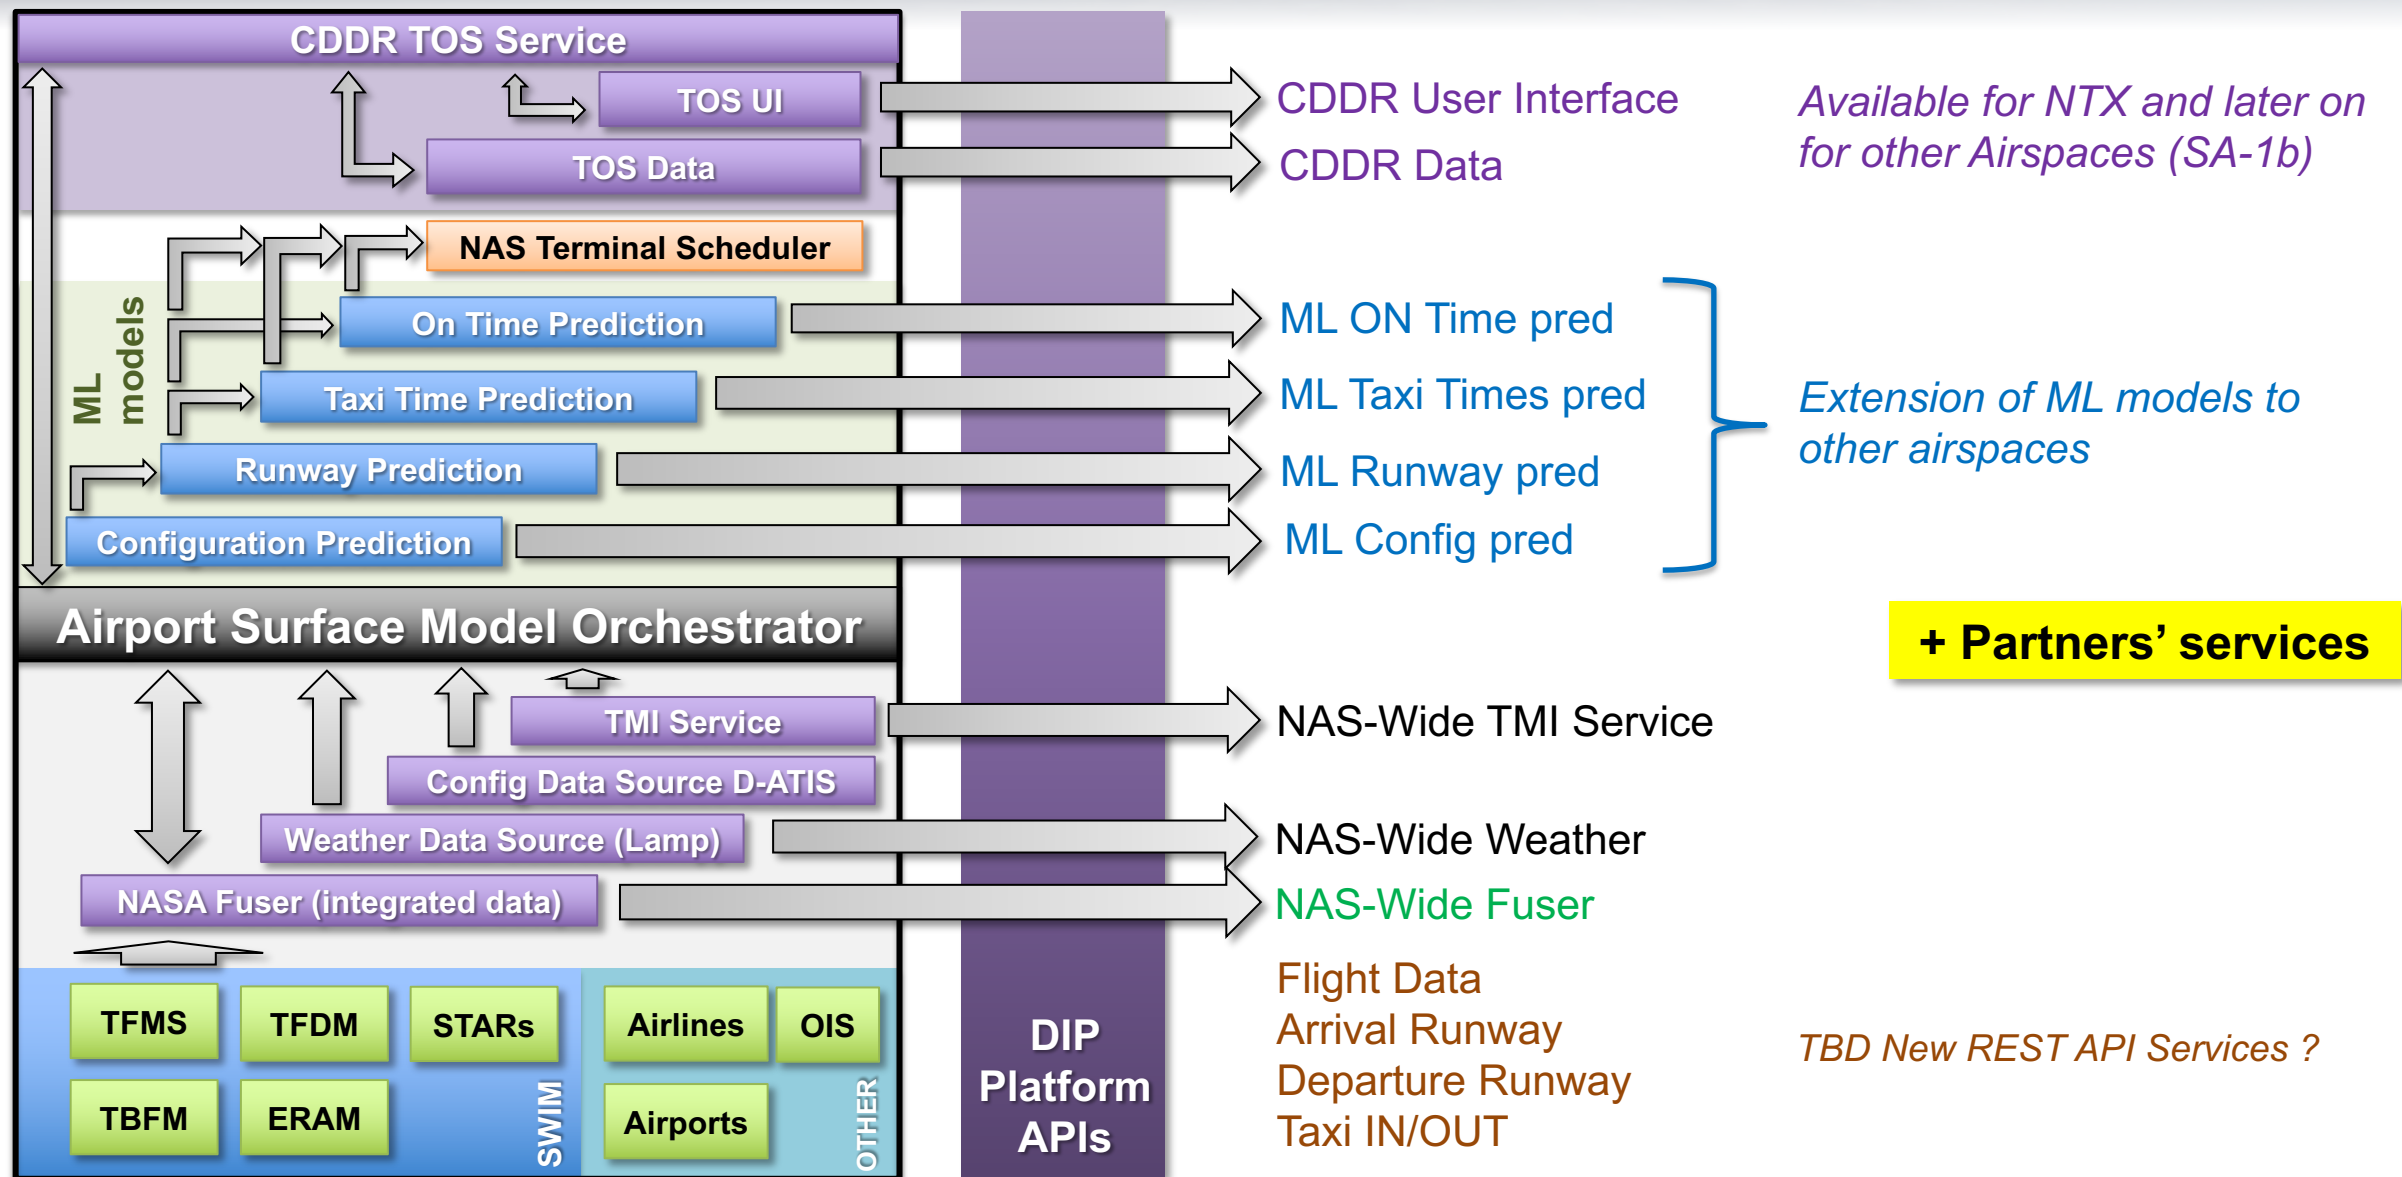 CDDR TOS Service
TOS UI
TOS Data
NAS Terminal Scheduler
ML
models
On Time Prediction
Taxi Time Prediction
Runway Prediction
Configuration Prediction
Airport Surface Model Orchestrator
TMI Service
Config Data Source D-ATIS
Weather Data Source (Lamp)
NASA Fuser (integrated data)
TFMS
TFDM
STARs
TBFM
ERAM
SWIM
Airlines
OIS
Airports
OTHER
DIP
Platform
APIs
CDDR User Interface
CDDR Data
ML ON Time pred
ML Taxi Times pred
ML Runway pred
ML Config pred
NAS-Wide TMI Service
NAS-Wide Weather
NAS-Wide Fuser
Flight Data
Arrival Runway
Departure Runway
Taxi IN/OUT
Available for NTX and later on
for other Airspaces (SA-1b)
Extension of ML models to
other airspaces
+ Partners’ services
TBD New REST API Services ?